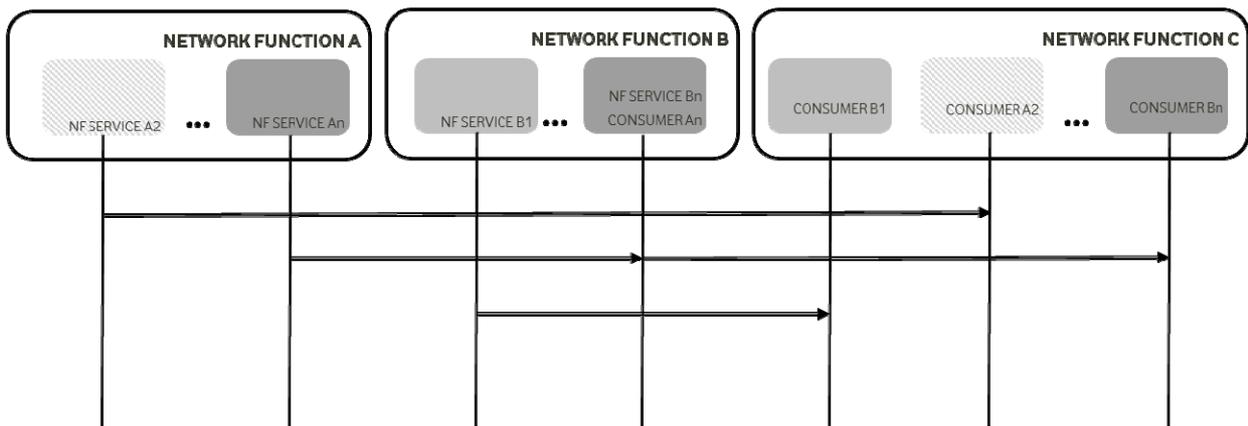 NETWORK FUNCTION A
NF SERVICE A2
•••
NF SERVICE An
NETWORK FUNCTION B
NF SERVICE B1
•••
NF SERVICE Bn
CONSUMER An
NETWORK FUNCTION C
CONSUMER B1
CONSUMER A2
•••
CONSUMER Bn